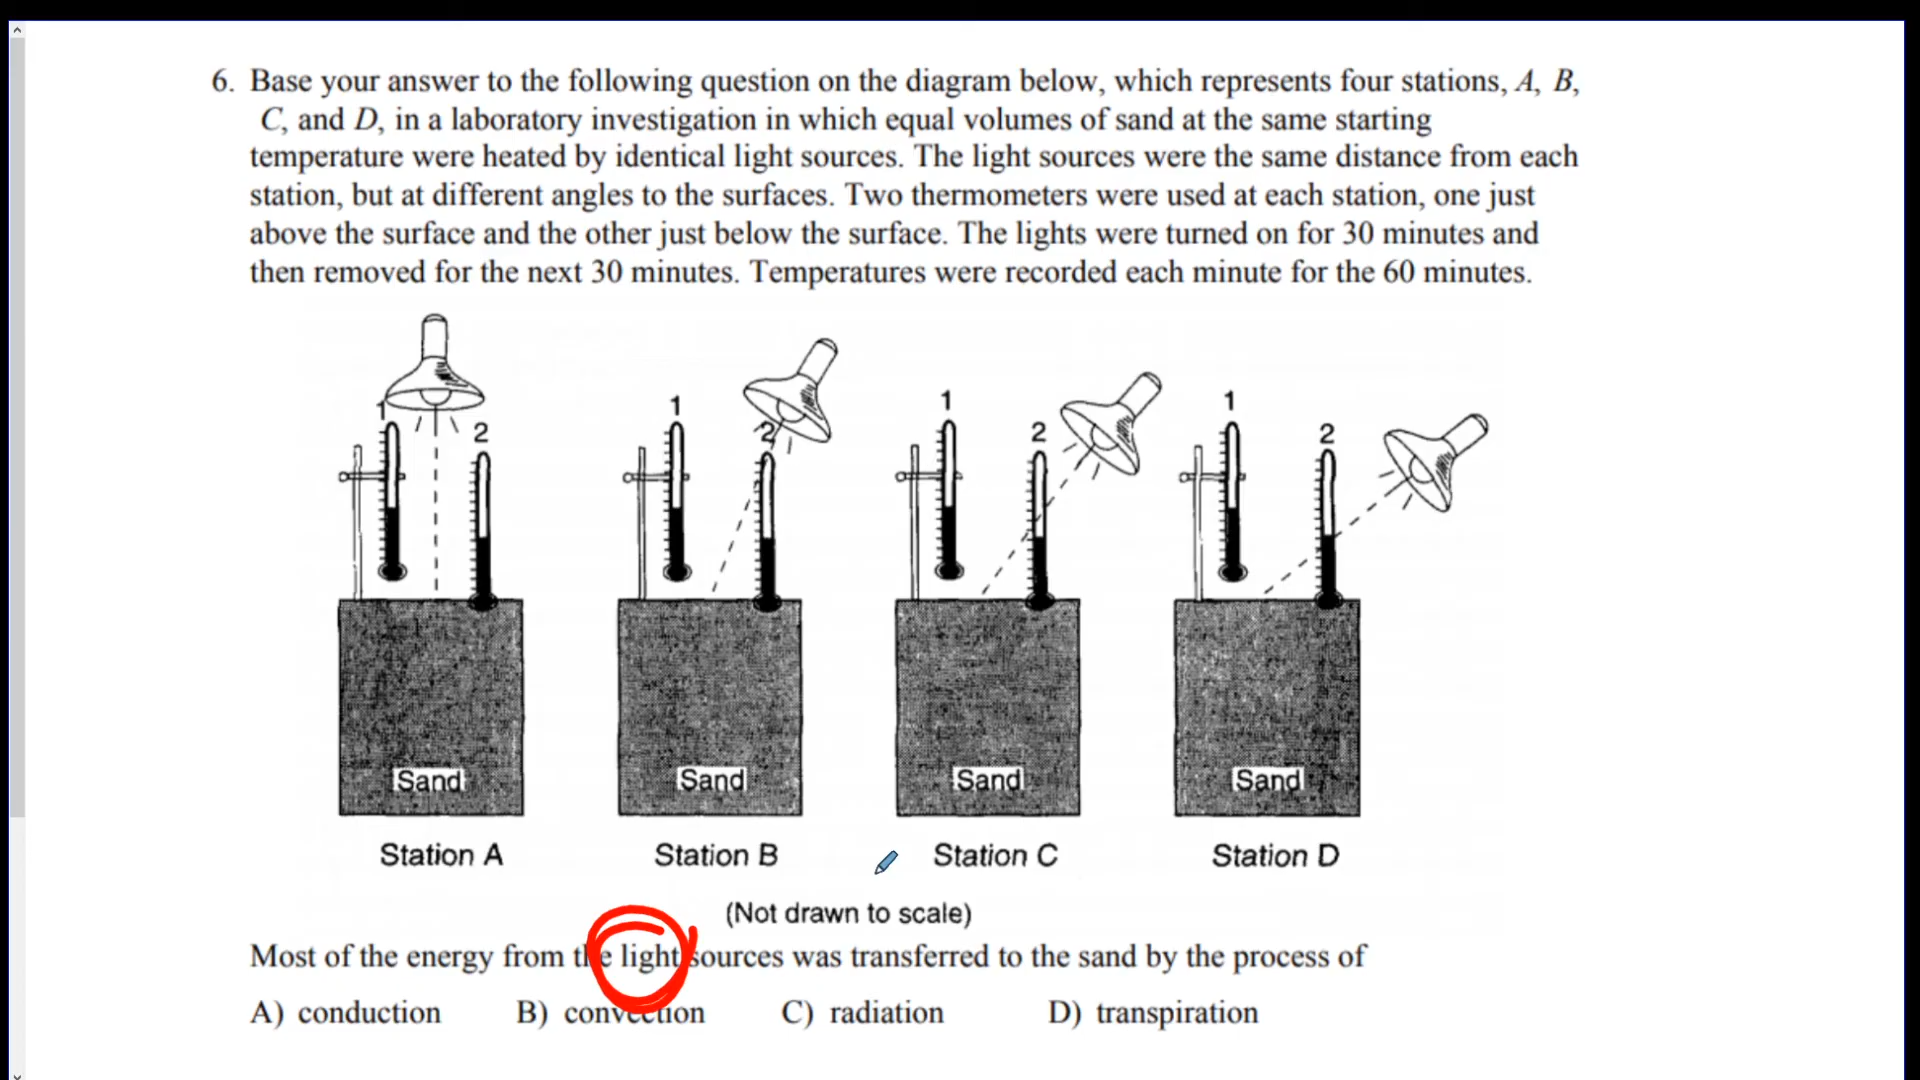 6. Base your answer to the following question on the diagram below, which represents four stations, A, B,
C, and D, in a laboratory investigation in which equal volumes of sand at the same starting
temperature were heated by identical light sources. The light sources were the same distance from each
station, but at different angles to the surfaces. Two thermometers were used at each station, one just
above the surface and the other just below the surface. The lights were turned on for 30 minutes and
then removed for the next 30 minutes. Temperatures were recorded each minute for the 60 minutes.
1 2 1 2 1 2 1 2
Sand Sand Sand Sand
Station A Station B Station C Station D
(Not drawn to scale)
Most of the energy from the light sources was transferred to the sand by the process of
A) conduction B) convection C) radiation D) transpiration